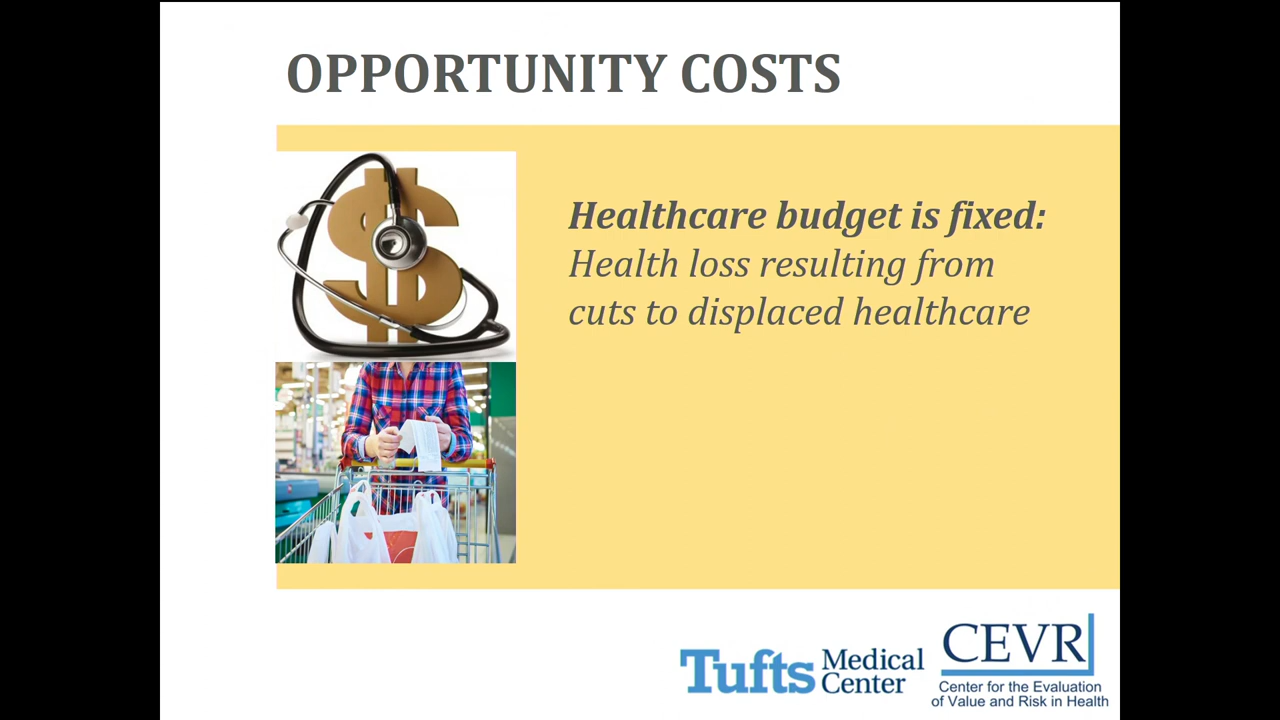 OPPORTUNITY COSTS
Healthcare budget is fixed:
Health loss resulting from
cuts to displaced healthcare
Tufts Medical Center
CEVR
Center for the Evaluation
of Value and Risk in Health